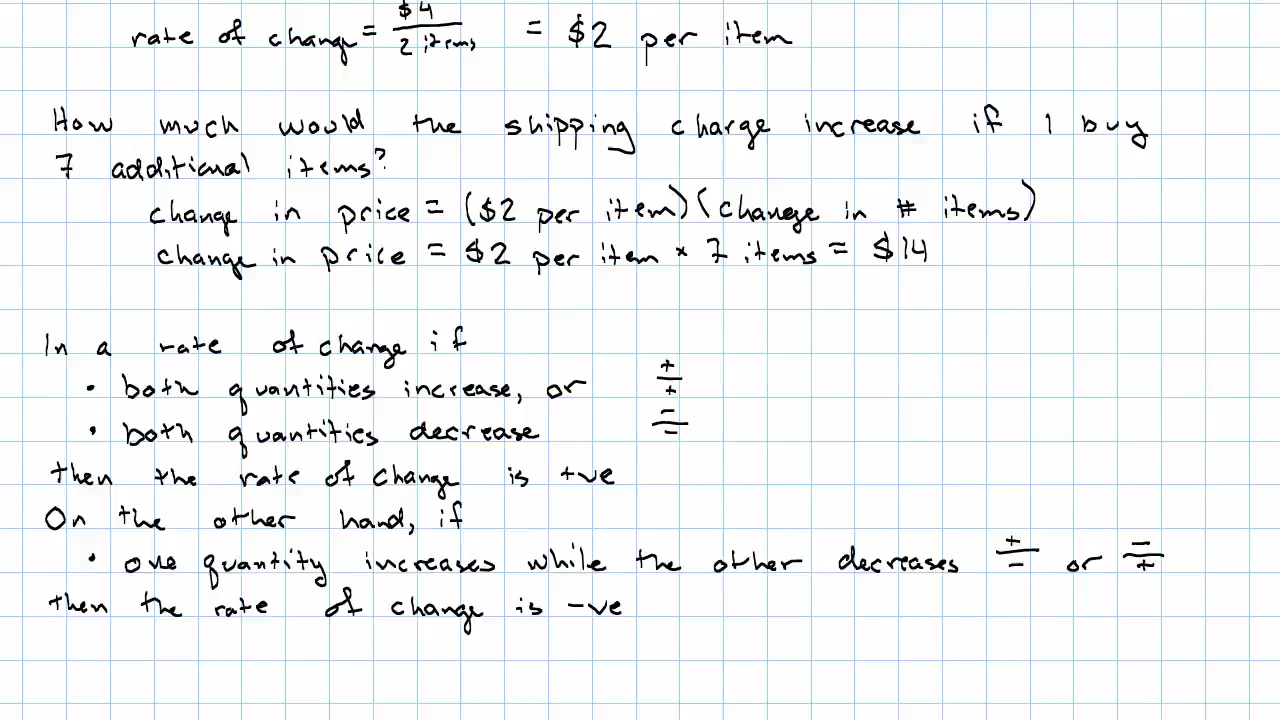 rate of change = $4 / 2 items = $2 per item
How much would the shipping charge increase if I buy
7 additional items?
change in price = ($2 per item)(change in # items)
change in price = $2 per item × 7 items = $14
In a rate of change if
• both quantities increase, or +/+
• both quantities decrease -/-
then the rate of change is +ve
On the other hand, if
• one quantity increases while the other decreases +/- or -/+
then the rate of change is -ve